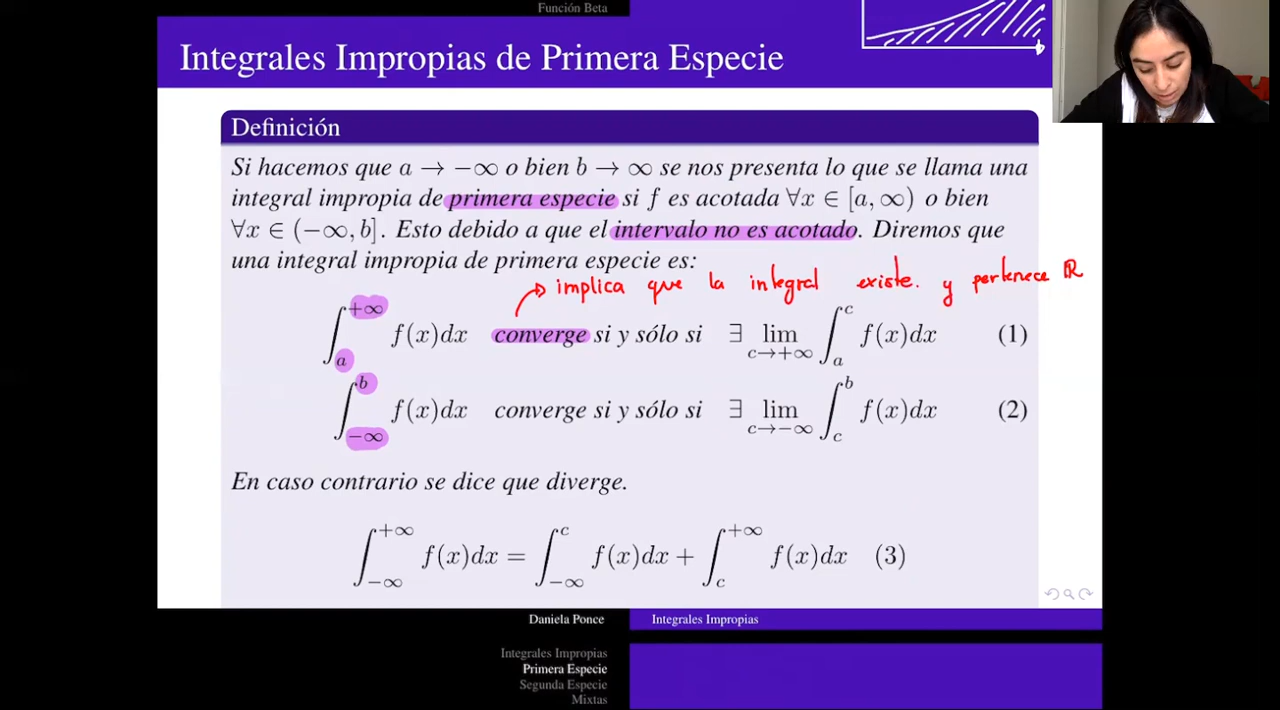 Función Beta
Integrales Impropias de Primera Especie
Definición
Si hacemos que a → −∞ o bien b → ∞ se nos presenta lo que se llama una
integral impropia de primera especie si f es acotada ∀x ∈ [a, ∞) o bien
∀x ∈ (−∞, b]. Esto debido a que el intervalo no es acotado. Diremos que
una integral impropia de primera especie es:
implica que la integral existe. y pertenece ℝ
∫_a^{+∞} f(x)dx converge si y sólo si ∃ lim_{c→+∞} ∫_a^c f(x)dx (1)
∫_{−∞}^b f(x)dx converge si y sólo si ∃ lim_{c→−∞} ∫_c^b f(x)dx (2)
En caso contrario se dice que diverge.
∫_{−∞}^{+∞} f(x)dx = ∫_{−∞}^c f(x)dx + ∫_c^{+∞} f(x)dx (3)
Daniela Ponce Integrales Impropias
Integrales Impropias
Primera Especie
Segunda Especie
Mixtas